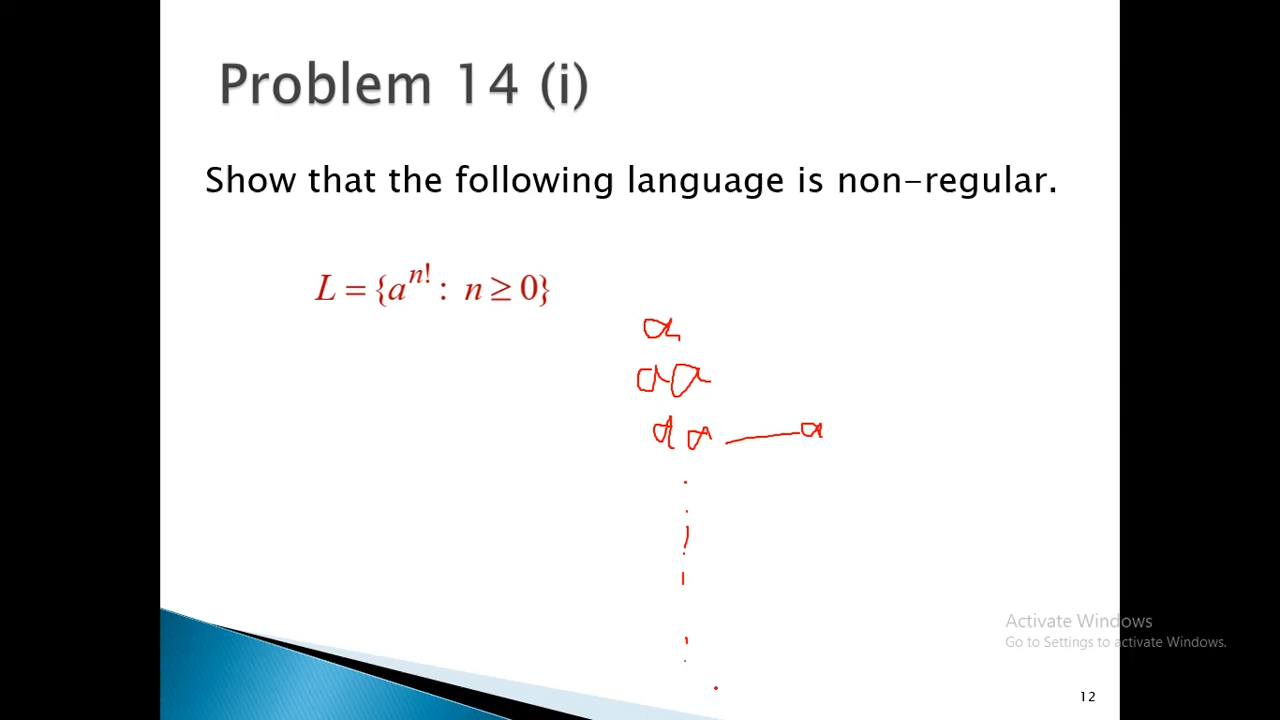 Problem 14 (i)
Show that the following language is non-regular.
L = {a^{n!} : n ≥ 0}
a
aa
aa — a
Activate Windows
Go to Settings to activate Windows.
12